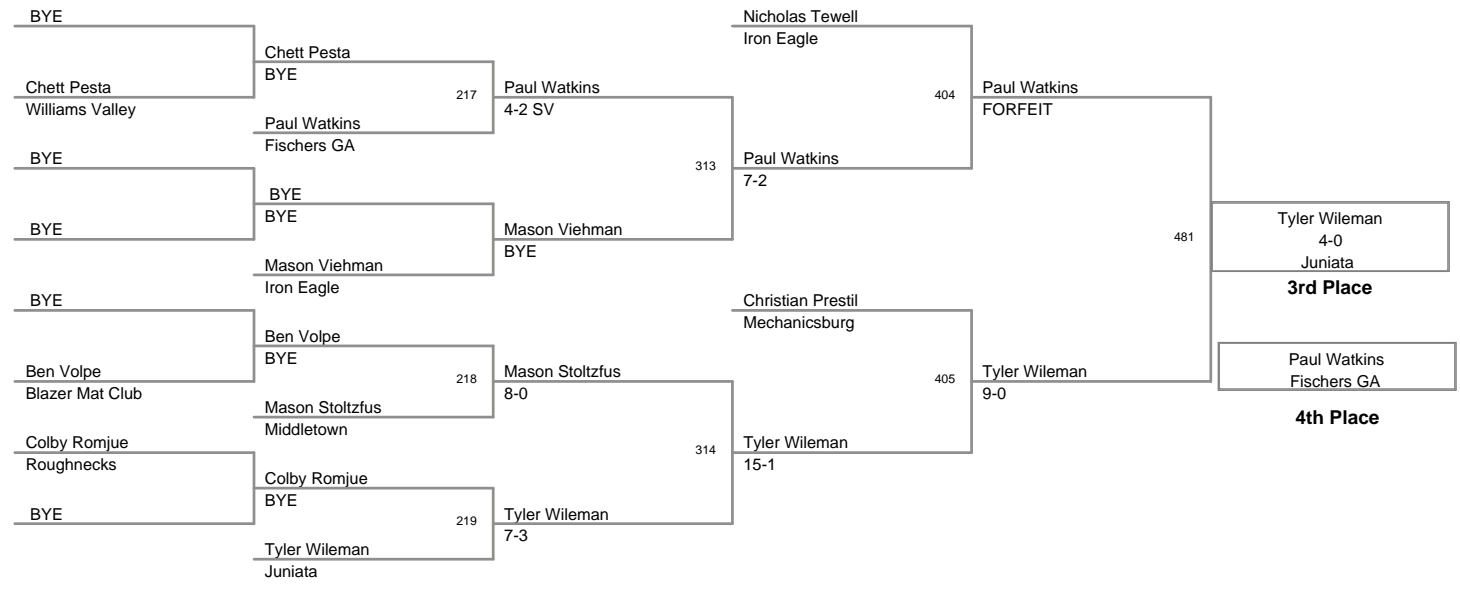 BYE
Chett Pesta
Williams Valley
BYE
BYE
BYE
Ben Volpe
Blazer Mat Club
Colby Romjue
Roughnecks
BYE
Chett Pesta
BYE
217
Paul Watkins
Fischers GA
BYE
BYE
Mason Viehman
Iron Eagle
Ben Volpe
BYE
218
Mason Stoltzfus
Middletown
Colby Romjue
BYE
219
Tyler Wileman
Juniata
Paul Watkins
4-2 SV
313
Mason Viehman
BYE
Mason Stoltzfus
8-0
314
Tyler Wileman
7-3
Nicholas Tewell
Iron Eagle
404
Paul Watkins
7-2
Christian Prestil
Mechanicsburg
405
Tyler Wileman
15-1
Paul Watkins
FORFEIT
481
Tyler Wileman
9-0
Tyler Wileman
4-0
Juniata
3rd Place
Paul Watkins
Fischers GA
4th Place